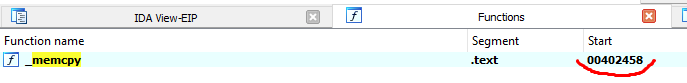 IDA View-EIP
f Functions
Function name Segment Start
f _memcpy .text 00402458